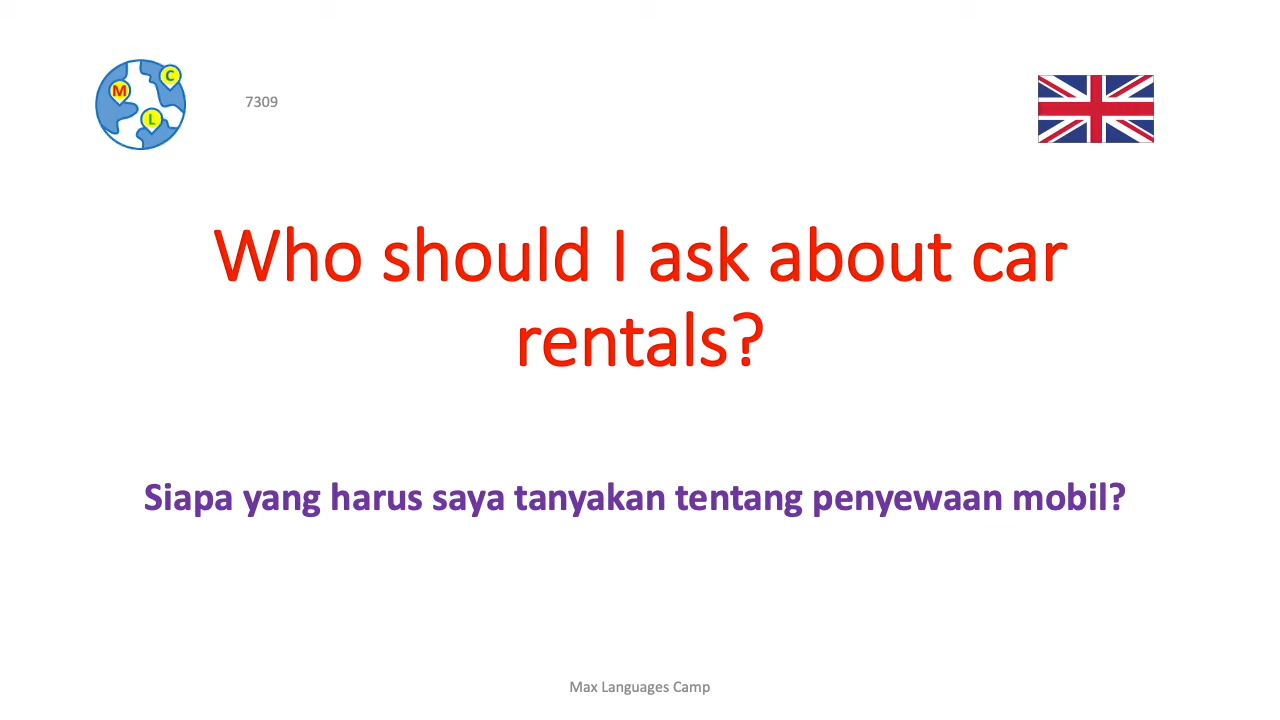 C
M
7309
L
Who should I ask about car
rentals?
Siapa yang harus saya tanyakan tentang penyewaan mobil?
Max Languages Camp